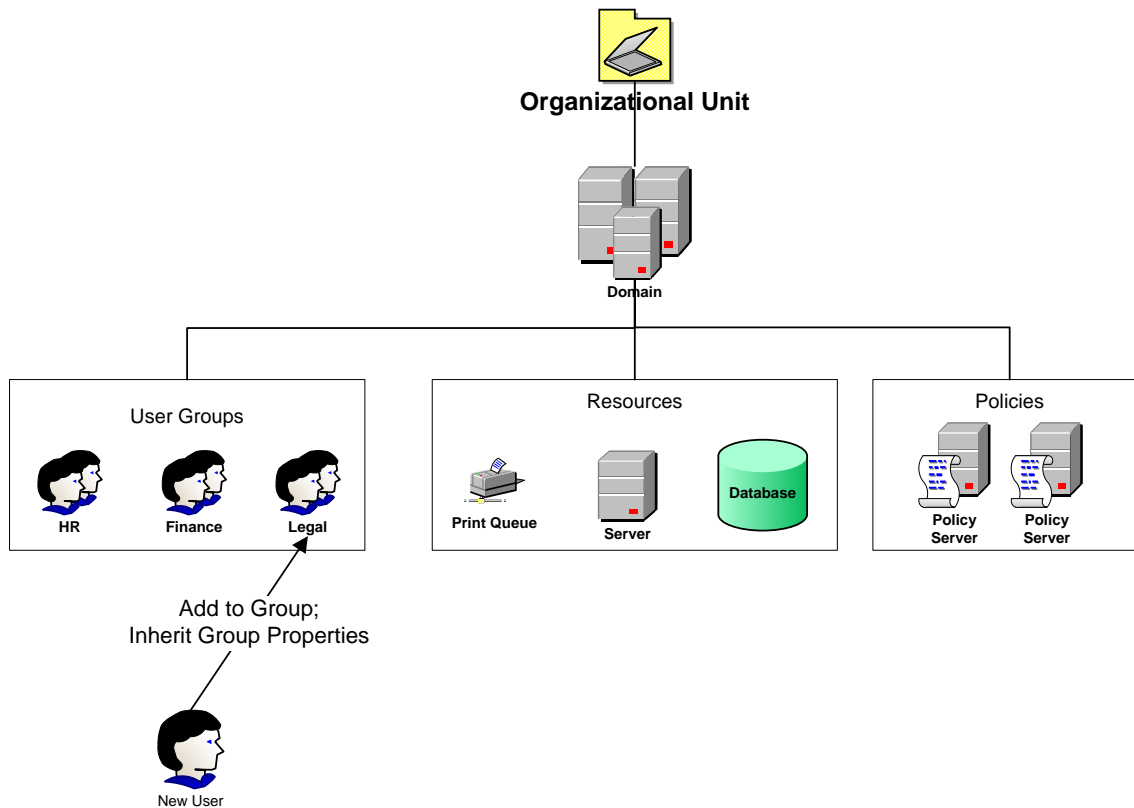 Organizational Unit
Domain
User Groups
HR
Finance
Legal
Resources
Print Queue
Server
Database
Policies
Policy
Server
Policy
Server
Add to Group;
Inherit Group Properties
New User